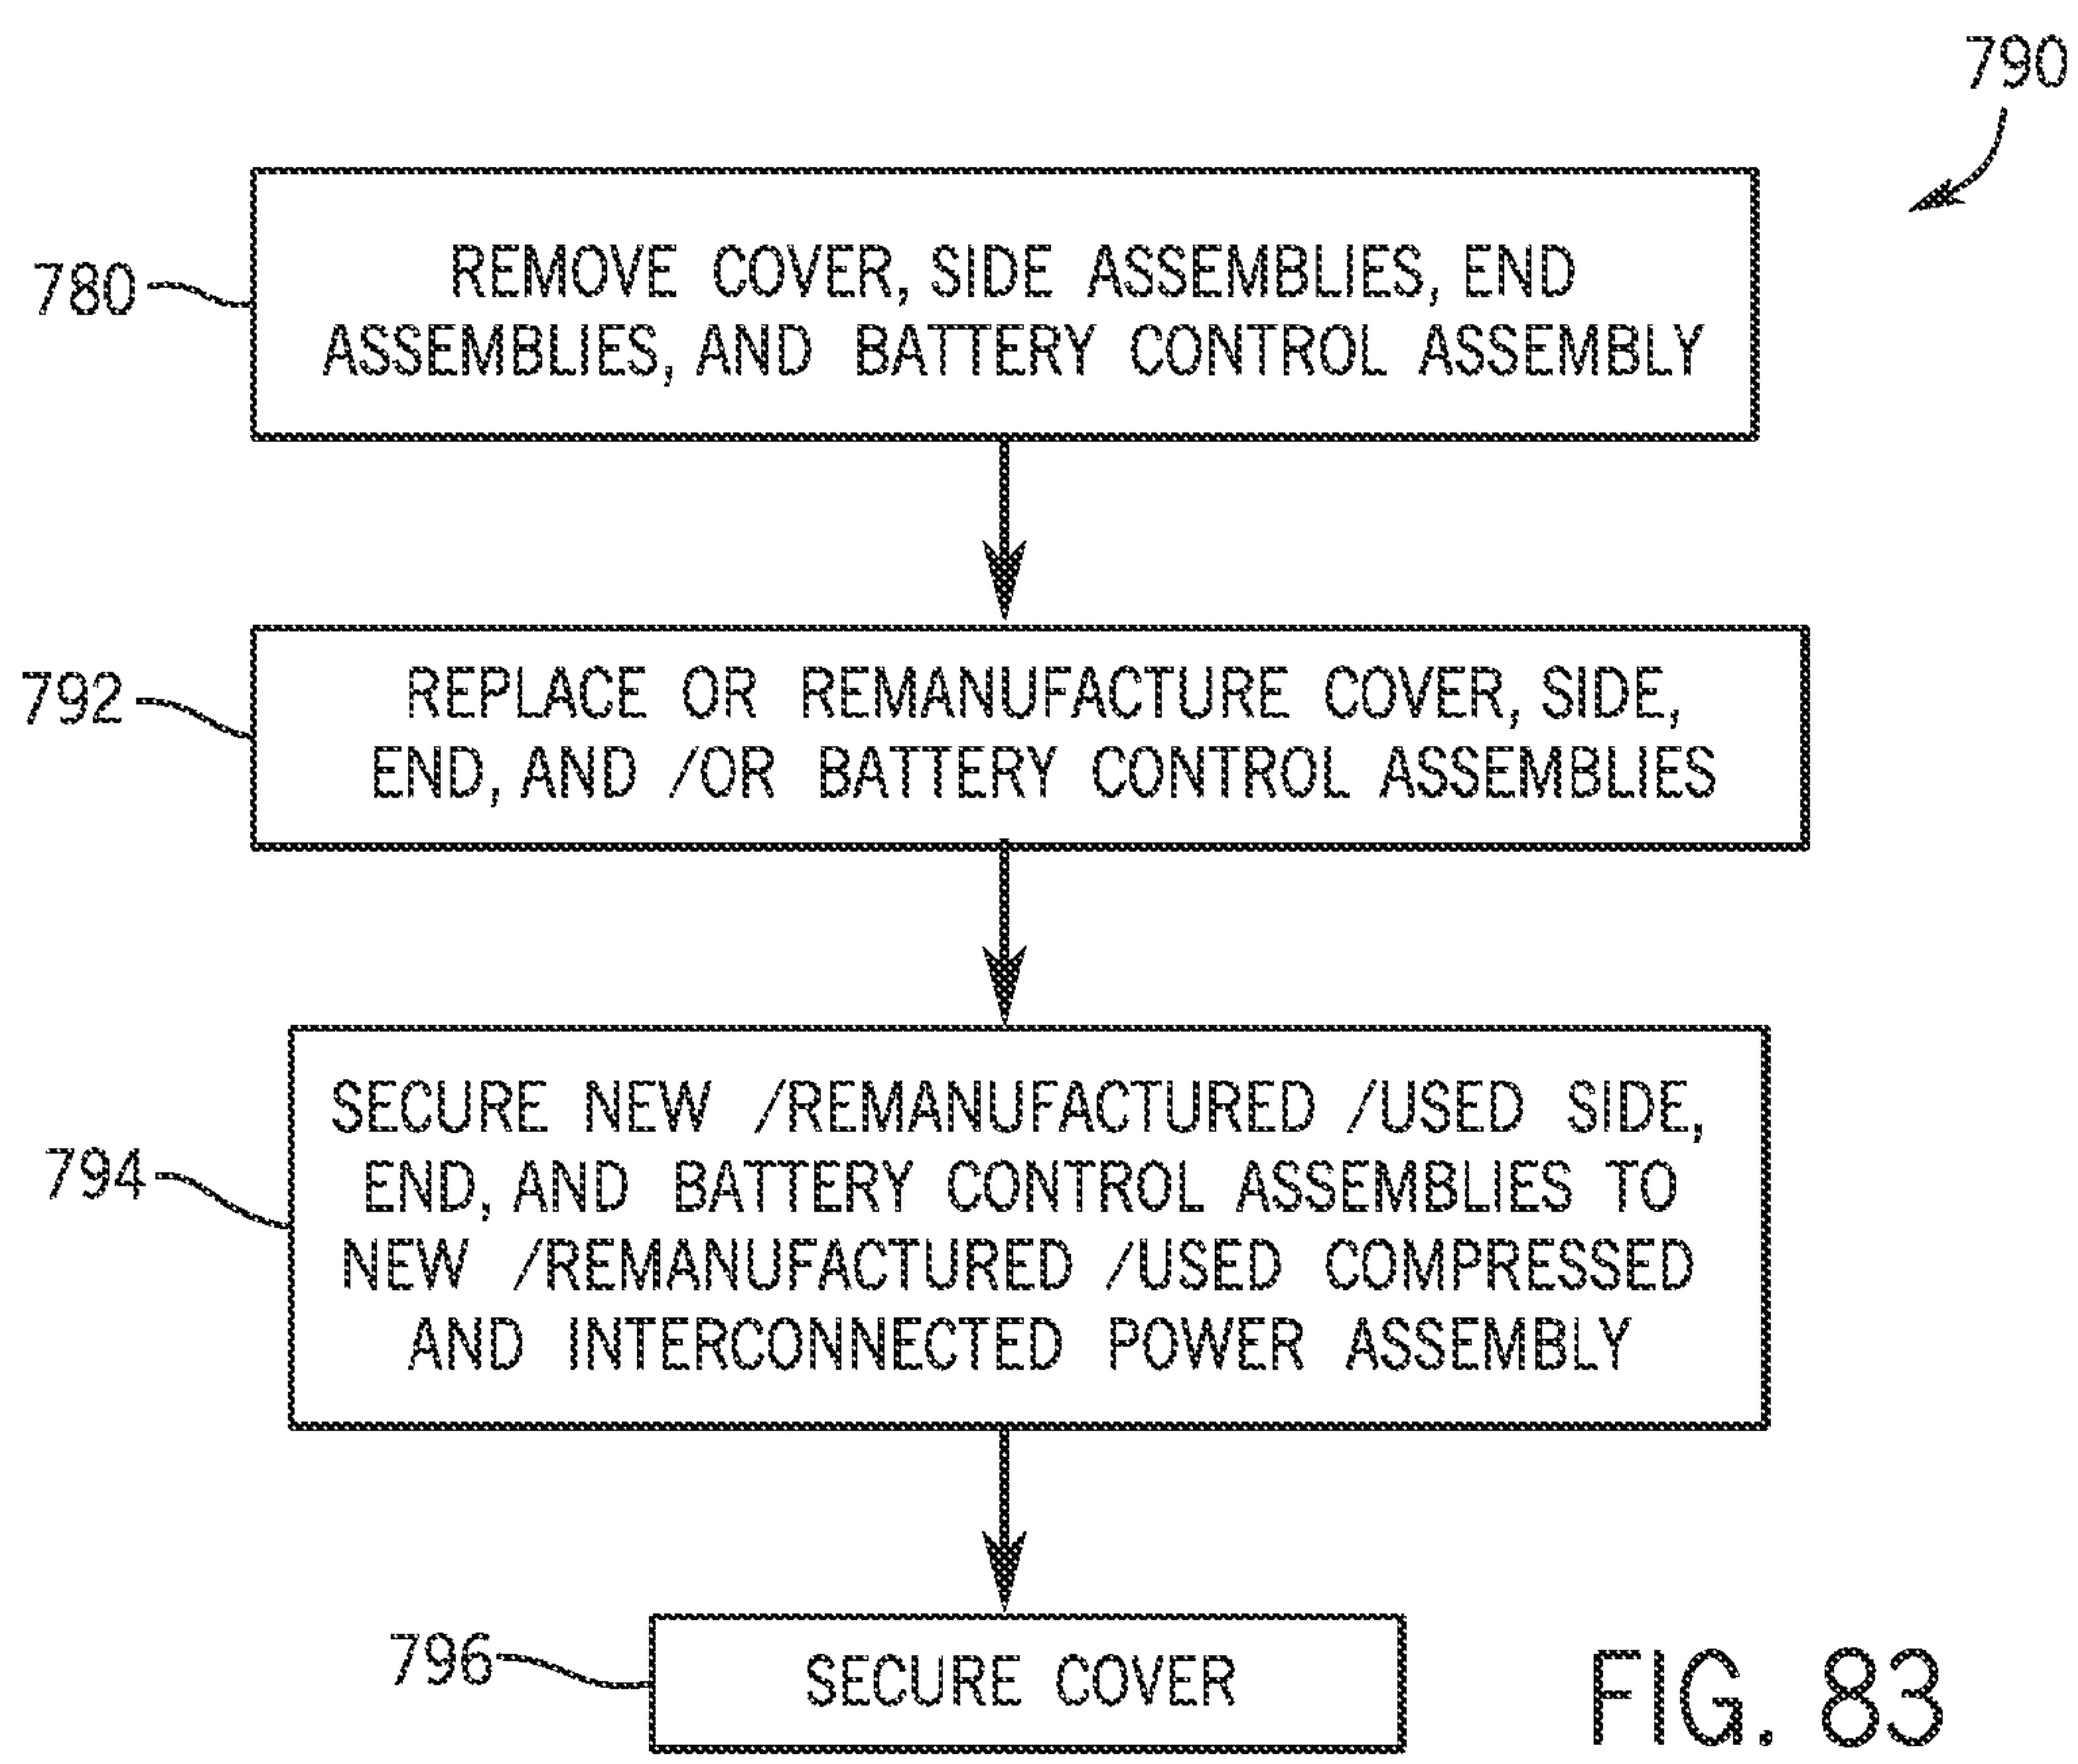 790
780
REMOVE COVER, SIDE ASSEMBLIES, END
ASSEMBLIES, AND BATTERY CONTROL ASSEMBLY
792
REPLACE OR REMANUFACTURE COVER, SIDE,
END, AND /OR BATTERY CONTROL ASSEMBLIES
794
SECURE NEW /REMANUFACTURED /USED SIDE,
END, AND BATTERY CONTROL ASSEMBLIES TO
NEW /REMANUFACTURED /USED COMPRESSED
AND INTERCONNECTED POWER ASSEMBLY
796
SECURE COVER
FIG. 83